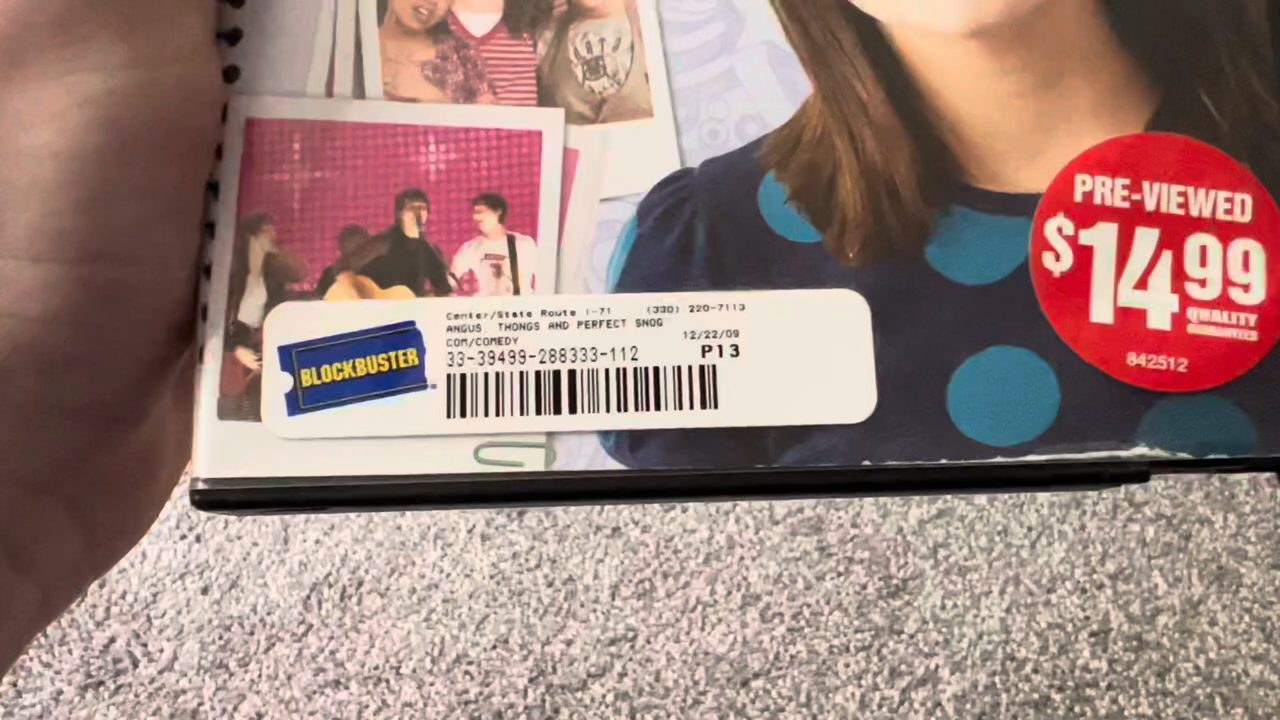 PRE-VIEWED
$14.99
QUALITY
GUARANTEED
842512
Center/State Route I-71 (330) 220-7113
ANGUS, THONGS AND PERFECT SNOG
COM/COMEDY 12/22/09
33-39499-288333-112 P13
BLOCKBUSTER